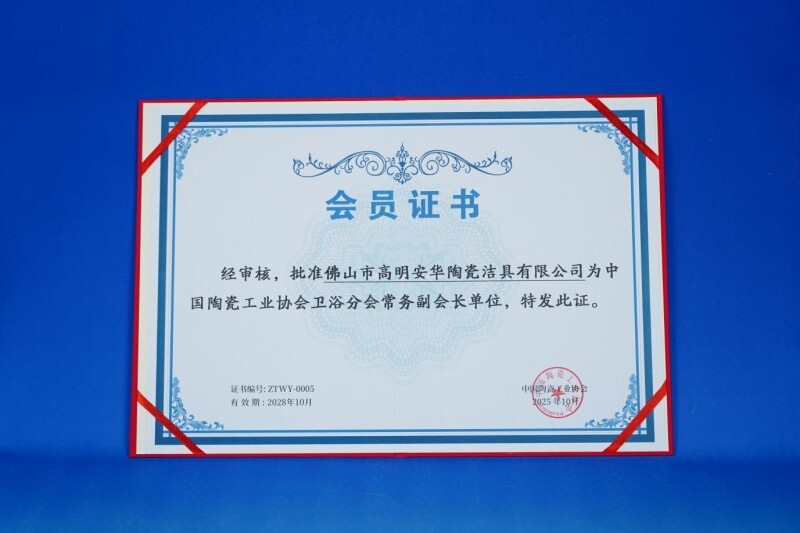 会员证书
经审核，批准佛山市高明安华陶瓷洁具有限公司为中
国陶瓷工业协会卫浴分会常务副会长单位，特发此证。
证书编号: ZTWY-0005
有 效 期 : 2028年10月
中国陶瓷工业协会
2025年10月